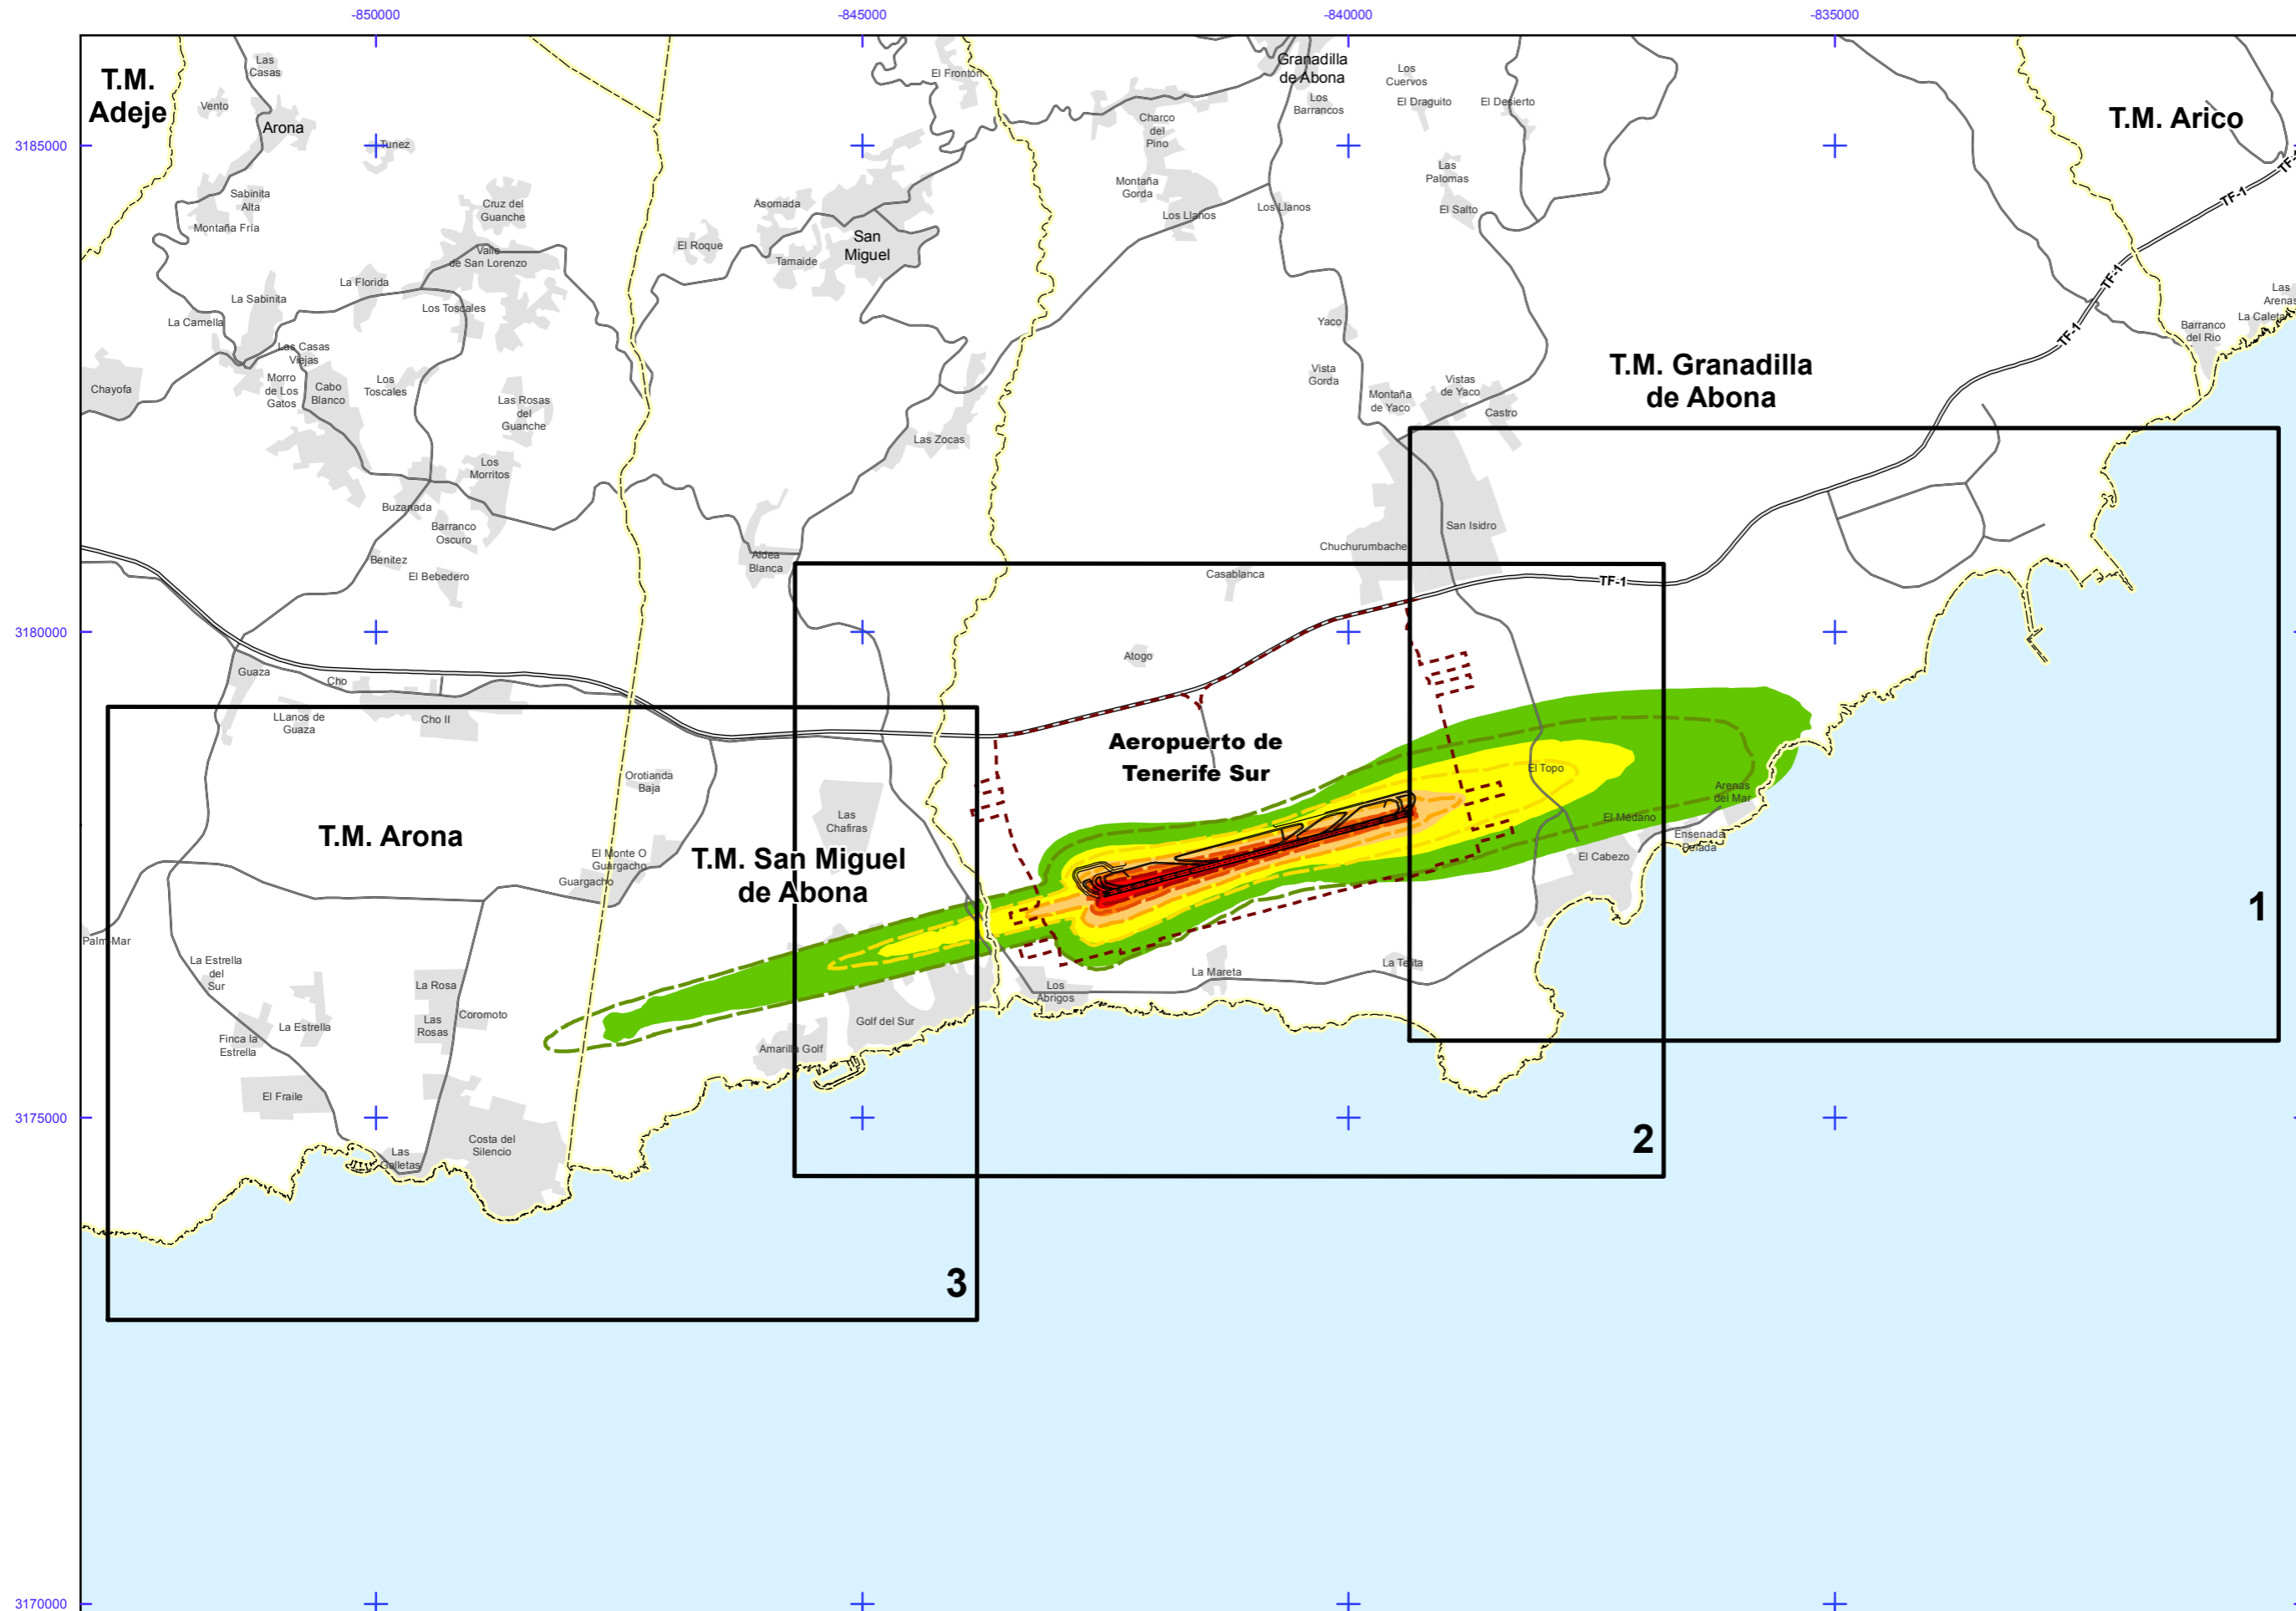 -850000
-845000
-840000
-835000
3185000
3180000
3175000
3170000
T.M.
Adeje
Las
Casas
Vento
Arona
Tunez
Sabinita
Alta
Montaña Fría
Cruz del
Guanche
Valle
de San Lorenzo
La Florida
Los Toscales
La Sabinita
La Camella
Las Casas
Viejas
Chayofa
Morro
de Los
Gatos
Cabo
Blanco
Los
Toscales
Las Rosas
del
Guanche
Los
Morritos
Buzanada
Barranco
Oscuro
Benitez
El Bebedero
El Frontón
Asomada
El Roque
Tamaide
San
Miguel
Las Zocas
Aldea
Blanca
Granadilla
de Abona
Los
Barrancos
Los
Cuervos
El Draguito
El Desierto
Charco
del
Pino
Montaña
Gorda
Los Llanos
Los Llanos
Las
Palomas
El Salto
Yaco
Vista
Gorda
Montaña
de Yaco
Vistas
de Yaco
Castro
T.M. Granadilla
de Abona
T.M. Arico
TF-1
TF-
TF-1
TF-1
Las
Arenas
La Caleta
Barranco
del Rio
San Isidro
Chuchurumbache
Casablanca
TF-1
Atogo
Aeropuerto de
Tenerife Sur
Guaza
Cho
LLanos de
Guaza
Cho II
Orotianda
Baja
T.M. Arona
El Monte O
Guargacho
Guargacho
Las
Chafiras
T.M. San Miguel
de Abona
El Topo
Arenas
del Mar
El Médano
Ensenada
Pelada
El Cabezo
1
Palm-Mar
La Estrella
del
Sur
La Rosa
Las
Rosas
Coromoto
La Estrella
Finca la
Estrella
El Fraile
Las
Galletas
Costa del
Silencio
Amarilla Golf
Golf del Sur
Los
Abrigos
La Mareta
La Tejita
2
3